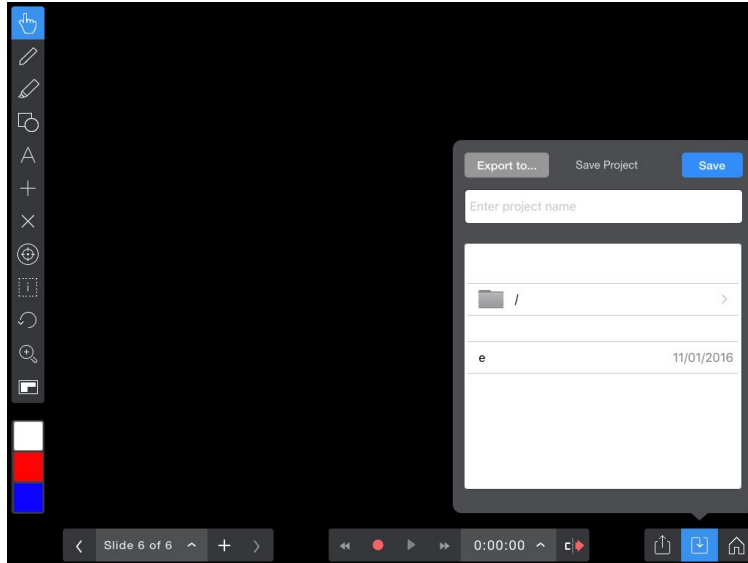 A
Export to... Save Project Save
Enter project name
/
e 11/01/2016
i
Slide 6 of 6
0:00:00